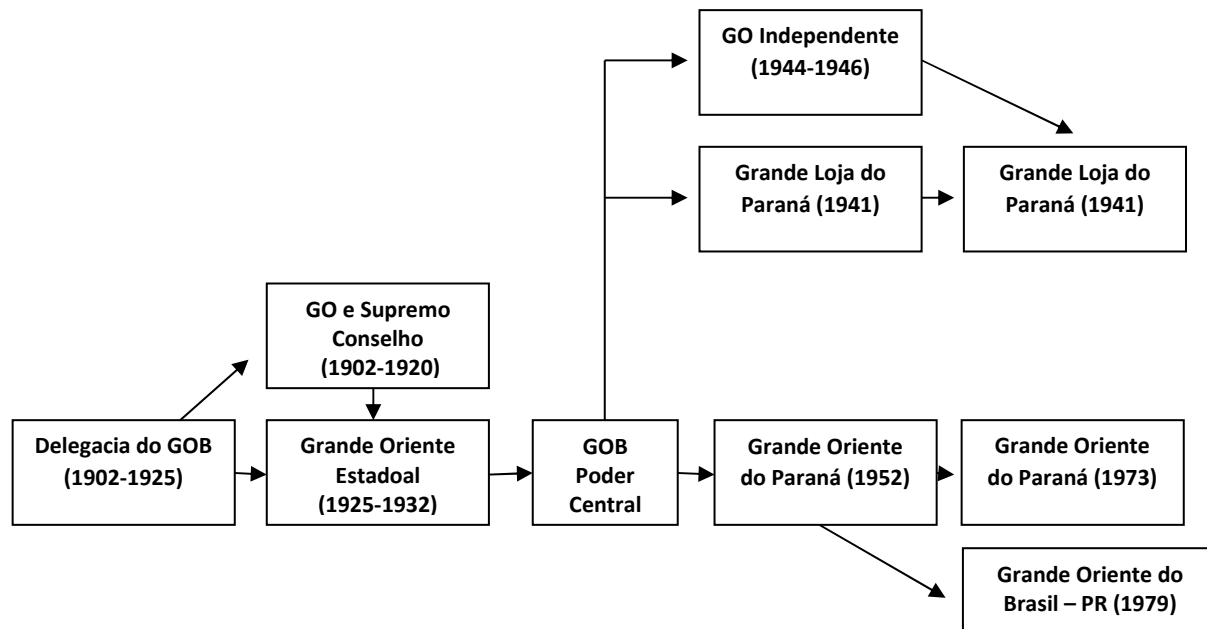 GO Independente
(1944-1946)
Grande Loja do
Paraná (1941)
Grande Loja do
Paraná (1941)
GO e Supremo
Conselho
(1902-1920)
Delegacia do GOB
(1902-1925)
Grande Oriente
Estadoal
(1925-1932)
GOB
Poder
Central
Grande Oriente
do Paraná (1952)
Grande Oriente
do Paraná (1973)
Grande Oriente do
Brasil – PR (1979)